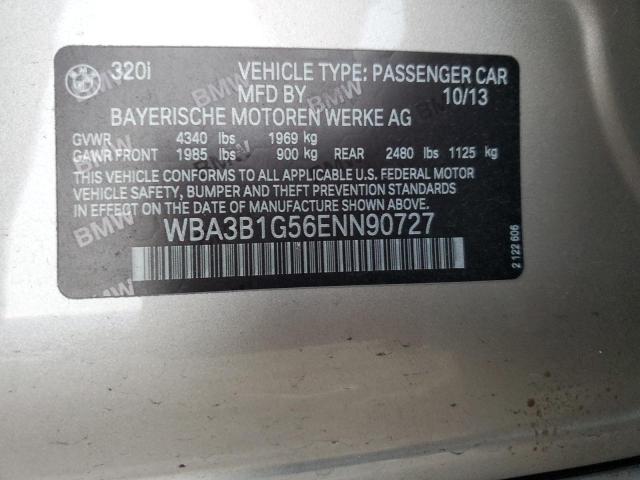 320i VEHICLE TYPE: PASSENGER CAR
MFD BY 10/13
BAYERISCHE MOTOREN WERKE AG
GVWR 4340 lbs 1969 kg
GAWR FRONT 1985 lbs 900 kg REAR 2480 lbs 1125 kg
THIS VEHICLE CONFORMS TO ALL APPLICABLE U.S. FEDERAL MOTOR
VEHICLE SAFETY, BUMPER AND THEFT PREVENTION STANDARDS IN
EFFECT ON THE DATE OF MANUFACTURE SHOWN ABOVE.
WBA3B1G56ENN90727
2 122 606